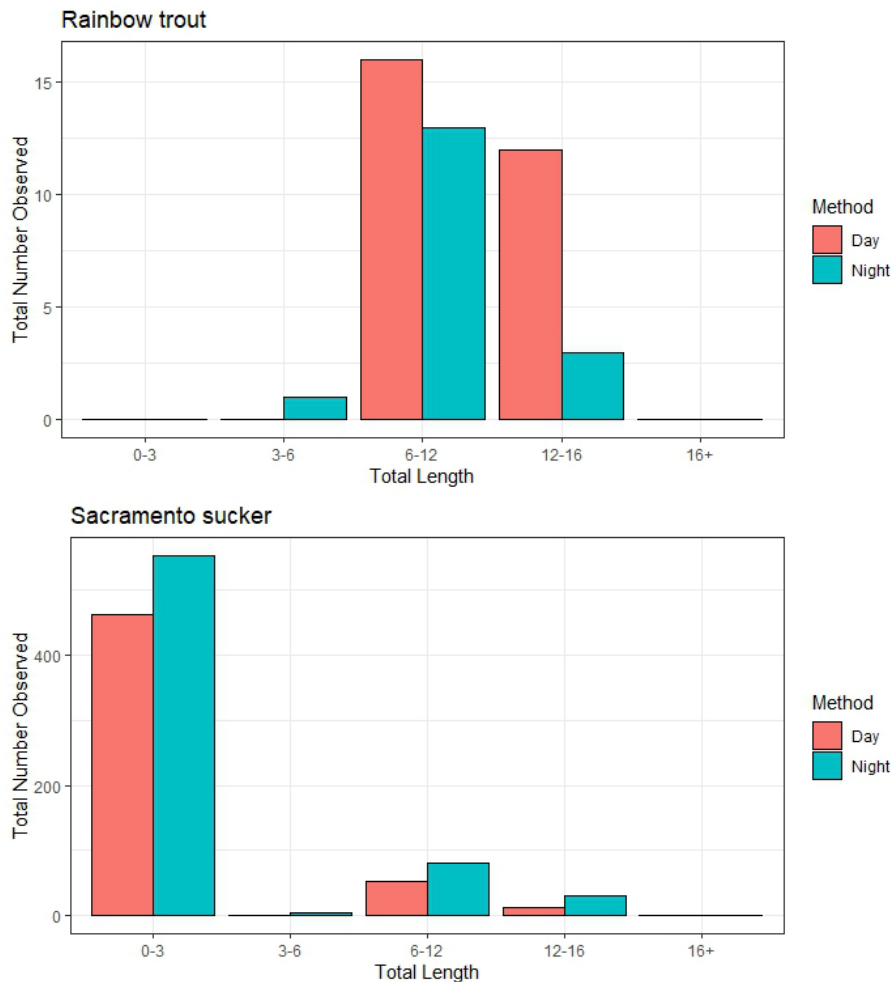 Rainbow trout
Total Number Observed
15
10
5
0
0-3 3-6 6-12 12-16 16+
Total Length
Method
Day
Night
Sacramento sucker
Total Number Observed
400
200
0
0-3 3-6 6-12 12-16 16+
Total Length
Method
Day
Night